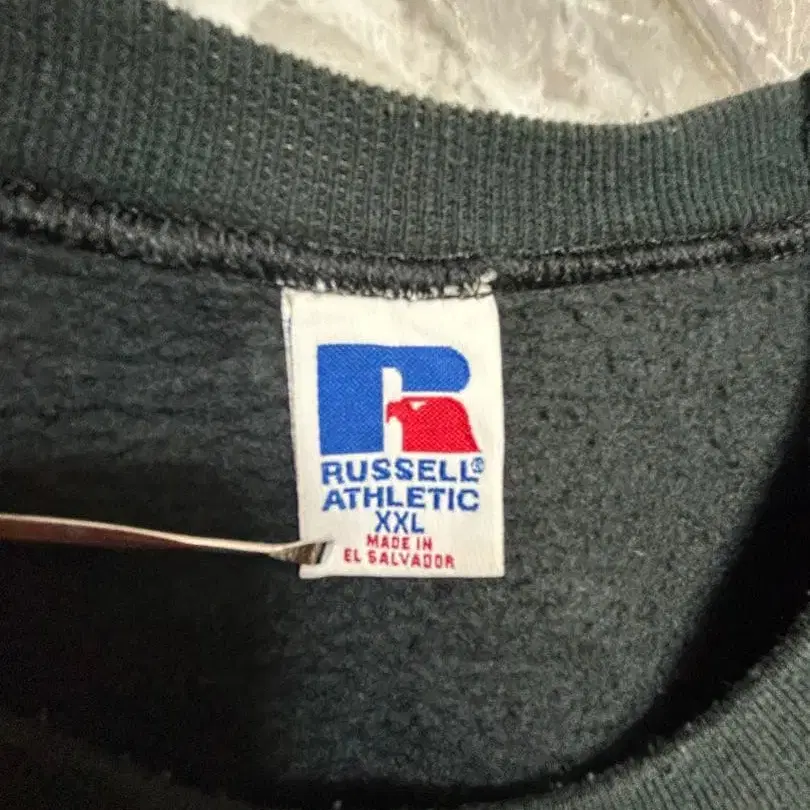 RUSSELL®
ATHLETIC
XXL
MADE IN
EL SALVADOR